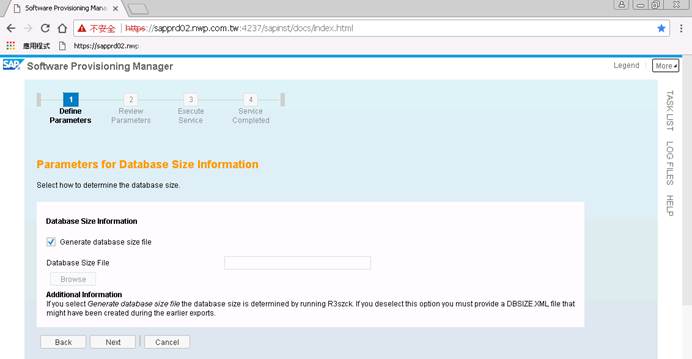 Software Provisioning Mana
不安全 https://sapprd02.nwp.com.tw:4237/sapinst/docs/index.html
應用程式 https://sapprd02.nwp
SAP Software Provisioning Manager Legend More
1 2 3 4
Define Parameters Review Parameters Execute Service Service Completed
TASK LIST
LOG FILES
HELP
Parameters for Database Size Information
Select how to determine the database size.
Database Size Information
Generate database size file
Database Size File
Browse
Additional Information
If you select Generate database size file the database size is determined by running R3szck. If you deselect this option you must provide a DBSIZE.XML file that
might have been created during the earlier exports.
Back Next Cancel